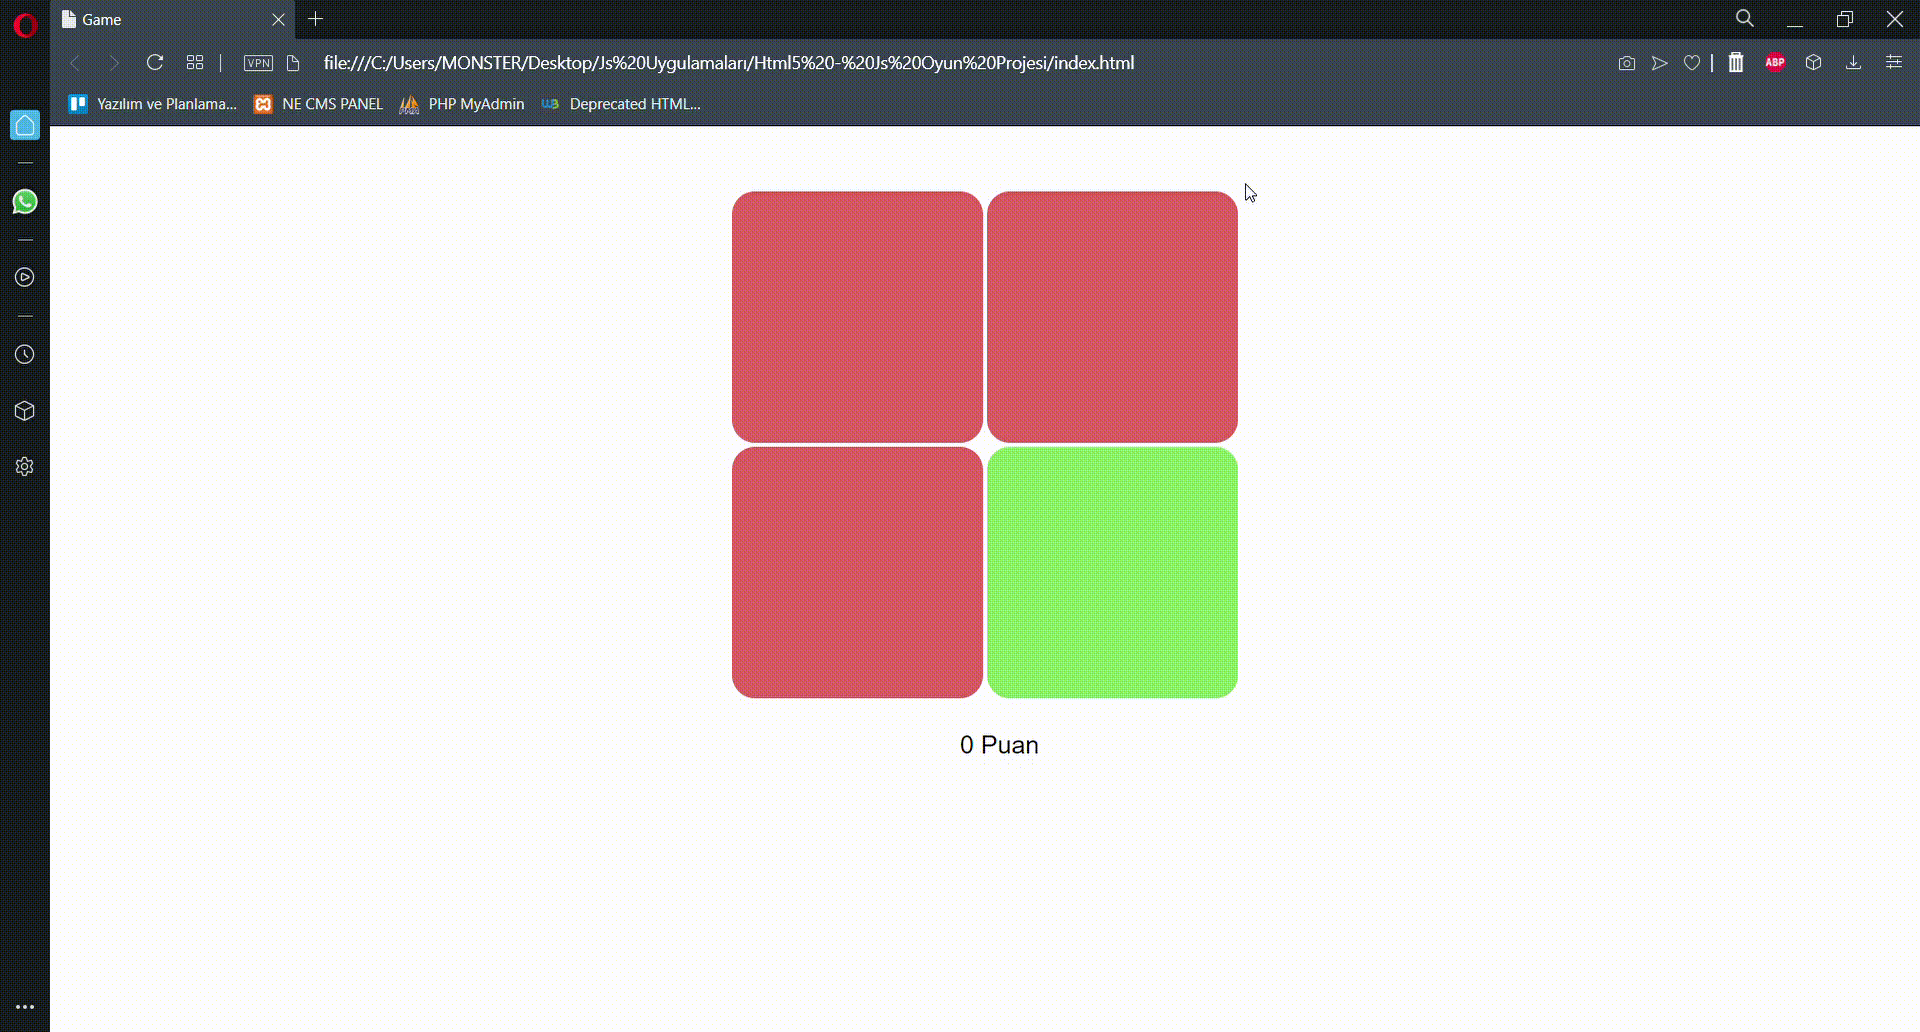 Game
VPN
file:///C:/Users/MONSTER/Desktop/Js%20Uygulamaları/Html5%20-%20Js%20Oyun%20Projesi/index.html
ABP
Yazılım ve Planlama... NE CMS PANEL PHP MyAdmin Deprecated HTML...
0 Puan